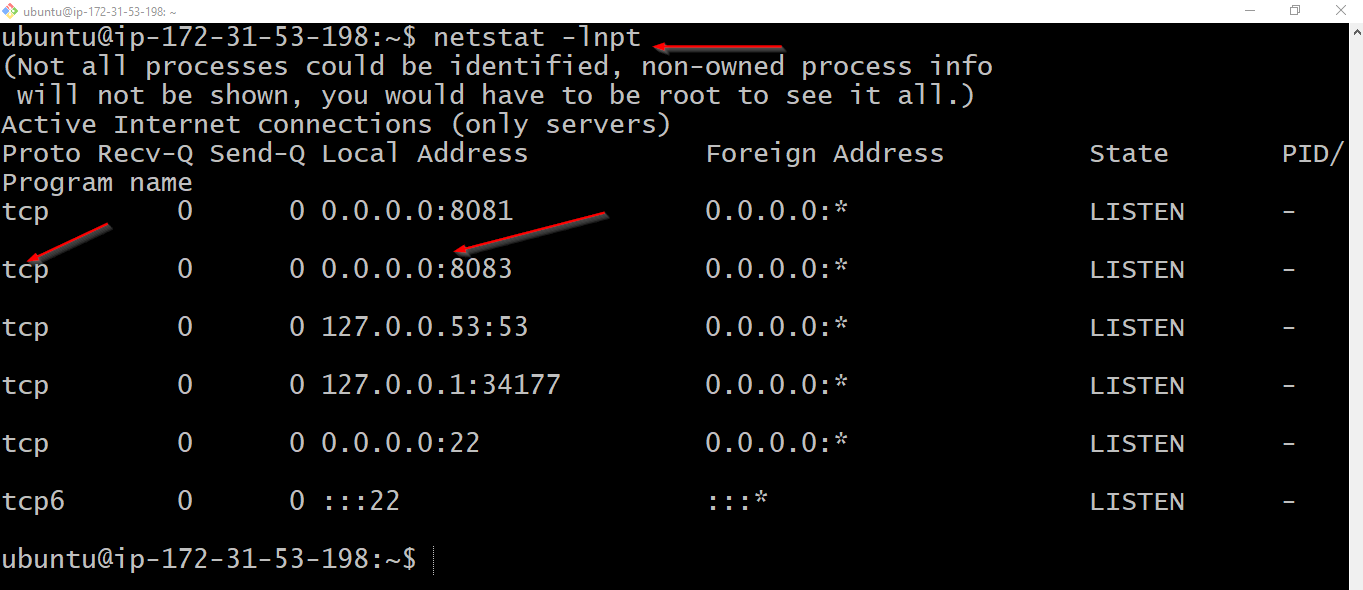 ubuntu@ip-172-31-53-198: ~
ubuntu@ip-172-31-53-198:~$ netstat -lnpt
(Not all processes could be identified, non-owned process info
 will not be shown, you would have to be root to see it all.)
Active Internet connections (only servers)
Proto Recv-Q Send-Q Local Address           Foreign Address         State       PID/
Program name
tcp        0      0 0.0.0.0:8081            0.0.0.0:*               LISTEN      -
tcp        0      0 0.0.0.0:8083            0.0.0.0:*               LISTEN      -
tcp        0      0 127.0.0.53:53           0.0.0.0:*               LISTEN      -
tcp        0      0 127.0.0.1:34177         0.0.0.0:*               LISTEN      -
tcp        0      0 0.0.0.0:22              0.0.0.0:*               LISTEN      -
tcp6       0      0 :::22                   :::*                    LISTEN      -
ubuntu@ip-172-31-53-198:~$